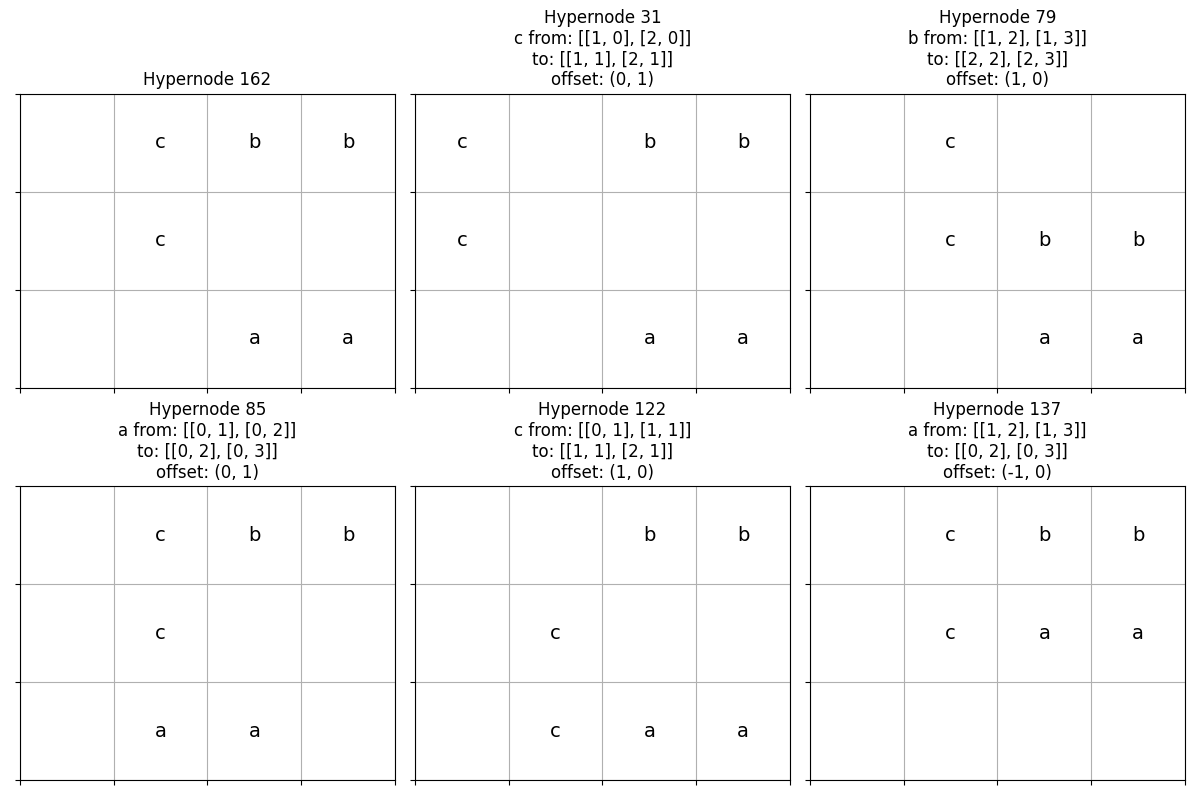 Hypernode 162
c b b
c
a a
Hypernode 31
c from: [[1, 0], [2, 0]]
to: [[1, 1], [2, 1]]
offset: (0, 1)
c b b
c
a a
Hypernode 79
b from: [[1, 2], [1, 3]]
to: [[2, 2], [2, 3]]
offset: (1, 0)
c
c b b
a a
Hypernode 85
a from: [[0, 1], [0, 2]]
to: [[0, 2], [0, 3]]
offset: (0, 1)
c b b
c
a a
Hypernode 122
c from: [[0, 1], [1, 1]]
to: [[1, 1], [2, 1]]
offset: (1, 0)
b b
c
c a a
Hypernode 137
a from: [[1, 2], [1, 3]]
to: [[0, 2], [0, 3]]
offset: (-1, 0)
c b b
c a a